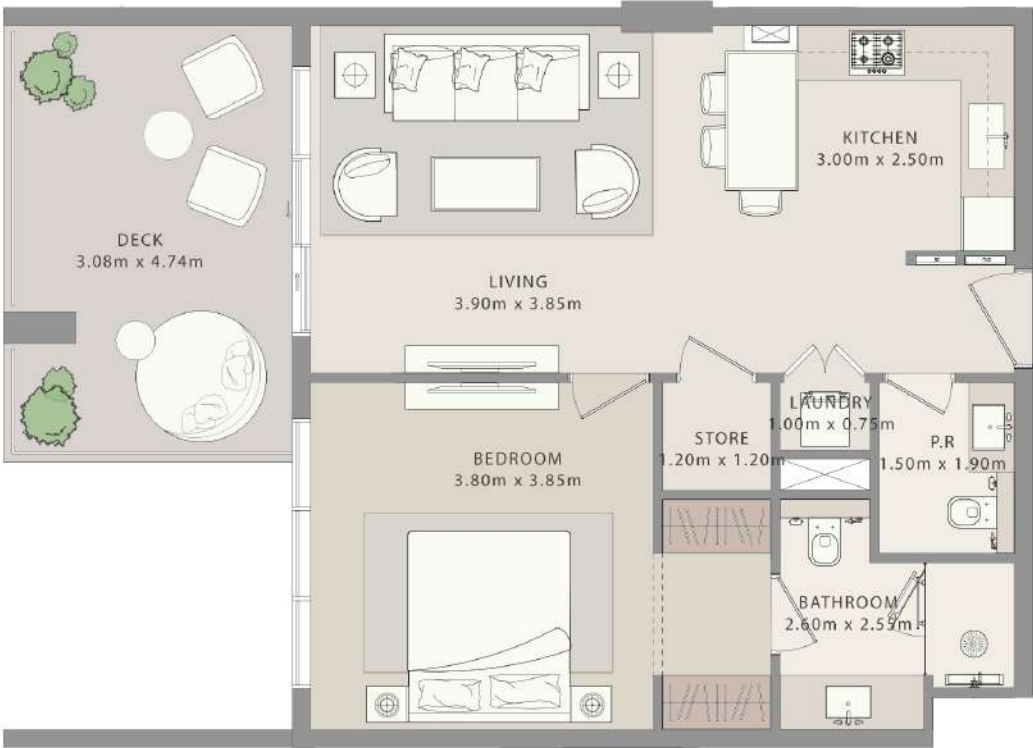 KITCHEN
3.00m x 2.50m
DECK
3.08m x 4.74m
LIVING
3.90m x 3.85m
LAUNDRY
1.00m x 0.75m
STORE
1.20m x 1.20m
P.R
1.50m x 1.90m
BEDROOM
3.80m x 3.85m
BATHROOM
2.60m x 2.55m